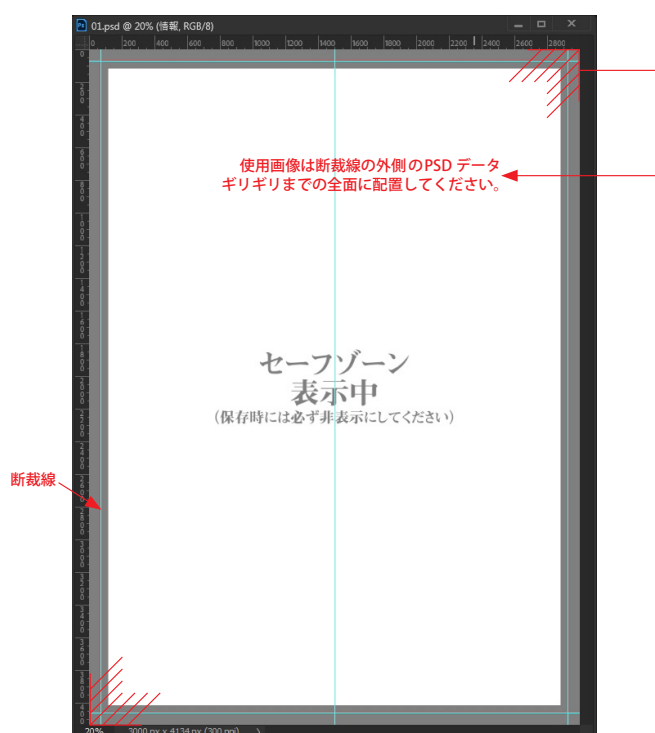 01.psd @ 20% (情報, RGB/8)
0 200 400 600 800 1000 1200 1400 1600 1800 2000 2200 2400 2600 2800
使用画像は断裁線の外側のPSD データ
ギリギリまでの全面に配置してください。
セーフゾーン
表示中
(保存時には必ず非表示にしてください)
断裁線
20% 3000 px x 4134 px (300 ppi)